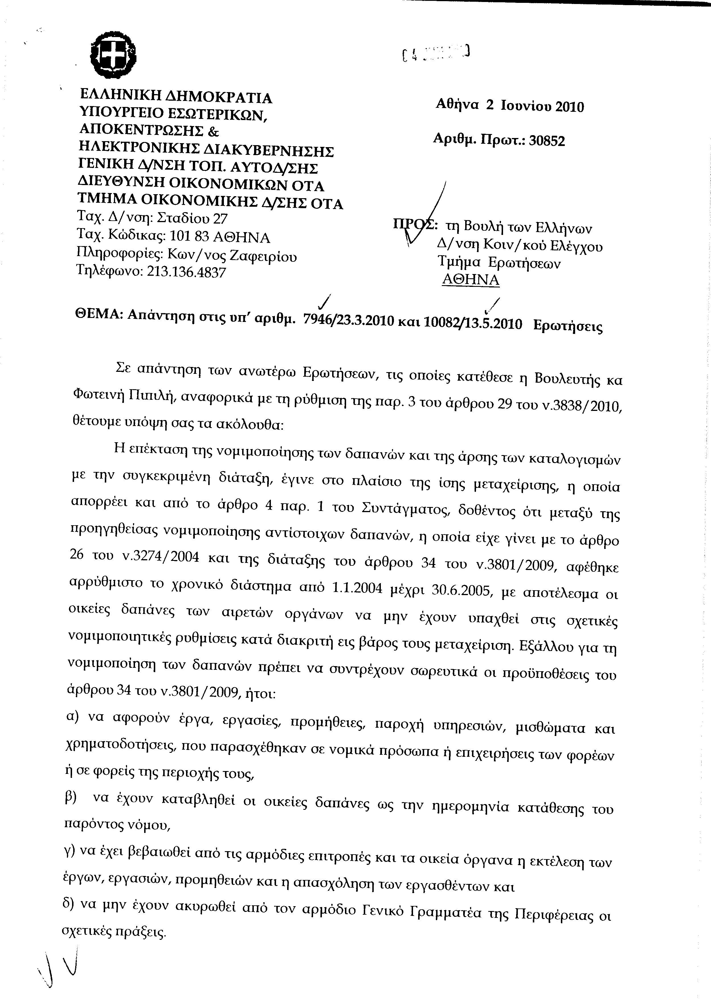 ΕΛΛΗΝΙΚΗ ΔΗΜΟΚΡΑΤΙΑ
ΥΠΟΥΡΓΕΙΟ ΕΣΩΤΕΡΙΚΩΝ,
ΑΠΟΚΕΝΤΡΩΣΗΣ &
ΗΛΕΚΤΡΟΝΙΚΗΣ ΔΙΑΚΥΒΕΡΝΗΣΗΣ
ΓΕΝΙΚΗ Δ/ΝΣΗ ΤΟΠ. ΑΥΤΟΔ/ΣΗΣ
ΔΙΕΥΘΥΝΣΗ ΟΙΚΟΝΟΜΙΚΩΝ ΟΤΑ
ΤΜΗΜΑ ΟΙΚΟΝΟΜΙΚΗΣ Δ/ΣΗΣ ΟΤΑ
Ταχ. Δ/νση: Σταδίου 27
Ταχ. Κώδικας: 101 83 ΑΘΗΝΑ
Πληροφορίες: Κων/νος Ζαφειρίου
Τηλέφωνο: 213.136.4837
Αθήνα 2 Ιουνίου 2010
Αριθμ. Πρωτ.: 30852
ΠΡΟΣ: τη Βουλή των Ελλήνων
Δ/νση Κοιν/κού Ελέγχου
Τμήμα Ερωτήσεων
ΑΘΗΝΑ
ΘΕΜΑ: Απάντηση στις υπ' αριθμ. 7946/23.3.2010 και 10082/13.5.2010 Ερωτήσεις
Σε απάντηση των ανωτέρω Ερωτήσεων, τις οποίες κατέθεσε η Βουλευτής κα
Φωτεινή Πιπιλή, αναφορικά με τη ρύθμιση της παρ. 3 του άρθρου 29 του ν.3838/2010,
θέτουμε υπόψη σας τα ακόλουθα:
Η επέκταση της νομιμοποίησης των δαπανών και της άρσης των καταλογισμών
με την συγκεκριμένη διάταξη, έγινε στο πλαίσιο της ίσης μεταχείρισης, η οποία
απορρέει και από το άρθρο 4 παρ. 1 του Συντάγματος, δοθέντος ότι μεταξύ της
προηγηθείσας νομιμοποίησης αντίστοιχων δαπανών, η οποία είχε γίνει με το άρθρο
26 του ν.3274/2004 και της διάταξης του άρθρου 34 του ν.3801/2009, αφέθηκε
αρρύθμιστο το χρονικό διάστημα από 1.1.2004 μέχρι 30.6.2005, με αποτέλεσμα οι
οικείες δαπάνες των αιρετών οργάνων να μην έχουν υπαχθεί στις σχετικές
νομιμοποιητικές ρυθμίσεις κατά διακριτή εις βάρος τους μεταχείριση. Εξάλλου για τη
νομιμοποίηση των δαπανών πρέπει να συντρέχουν σωρευτικά οι προϋποθέσεις του
άρθρου 34 του ν.3801/2009, ήτοι:
α) να αφορούν έργα, εργασίες, προμήθειες, παροχή υπηρεσιών, μισθώματα και
χρηματοδοτήσεις, που παρασχέθηκαν σε νομικά πρόσωπα ή επιχειρήσεις των φορέων
ή σε φορείς της περιοχής τους,
β) να έχουν καταβληθεί οι οικείες δαπάνες ως την ημερομηνία κατάθεσης του
παρόντος νόμου,
γ) να έχει βεβαιωθεί από τις αρμόδιες επιτροπές και τα οικεία όργανα η εκτέλεση των
έργων, εργασιών, προμηθειών και η απασχόληση των εργασθέντων και
δ) να μην έχουν ακυρωθεί από τον αρμόδιο Γενικό Γραμματέα της Περιφέρειας οι
σχετικές πράξεις.